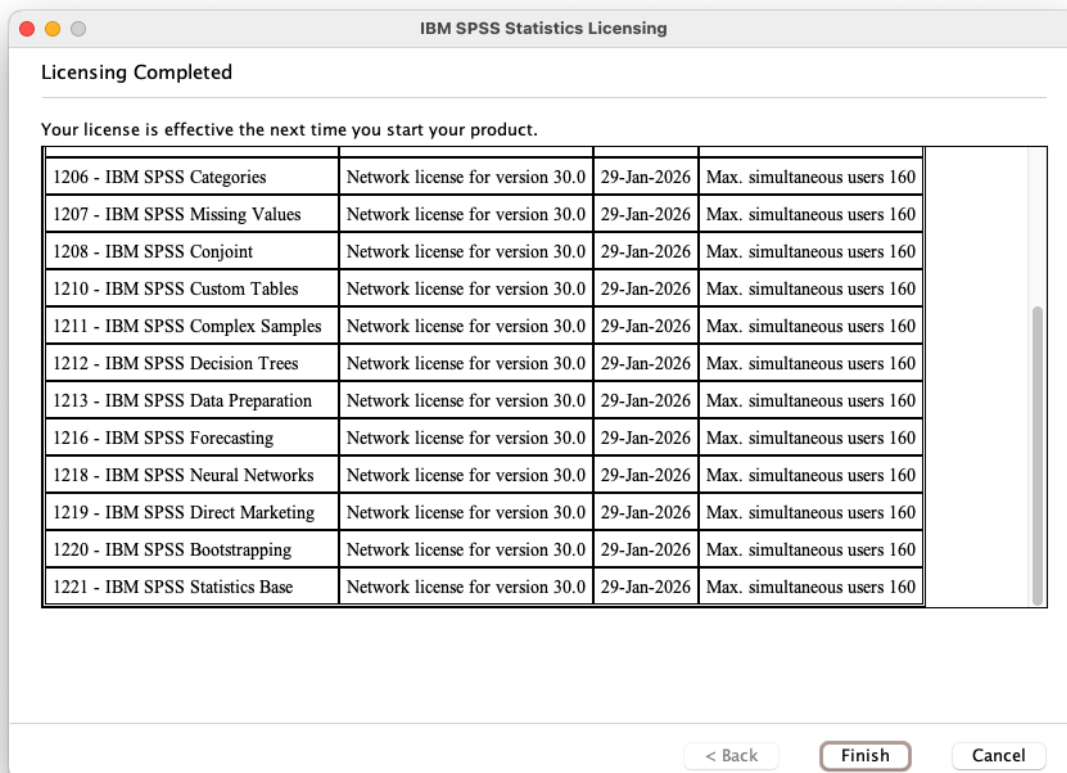 IBM SPSS Statistics Licensing
Licensing Completed
Your license is effective the next time you start your product.
1206 - IBM SPSS Categories Network license for version 30.0 29-Jan-2026 Max. simultaneous users 160
1207 - IBM SPSS Missing Values Network license for version 30.0 29-Jan-2026 Max. simultaneous users 160
1208 - IBM SPSS Conjoint Network license for version 30.0 29-Jan-2026 Max. simultaneous users 160
1210 - IBM SPSS Custom Tables Network license for version 30.0 29-Jan-2026 Max. simultaneous users 160
1211 - IBM SPSS Complex Samples Network license for version 30.0 29-Jan-2026 Max. simultaneous users 160
1212 - IBM SPSS Decision Trees Network license for version 30.0 29-Jan-2026 Max. simultaneous users 160
1213 - IBM SPSS Data Preparation Network license for version 30.0 29-Jan-2026 Max. simultaneous users 160
1216 - IBM SPSS Forecasting Network license for version 30.0 29-Jan-2026 Max. simultaneous users 160
1218 - IBM SPSS Neural Networks Network license for version 30.0 29-Jan-2026 Max. simultaneous users 160
1219 - IBM SPSS Direct Marketing Network license for version 30.0 29-Jan-2026 Max. simultaneous users 160
1220 - IBM SPSS Bootstrapping Network license for version 30.0 29-Jan-2026 Max. simultaneous users 160
1221 - IBM SPSS Statistics Base Network license for version 30.0 29-Jan-2026 Max. simultaneous users 160
< Back Finish Cancel